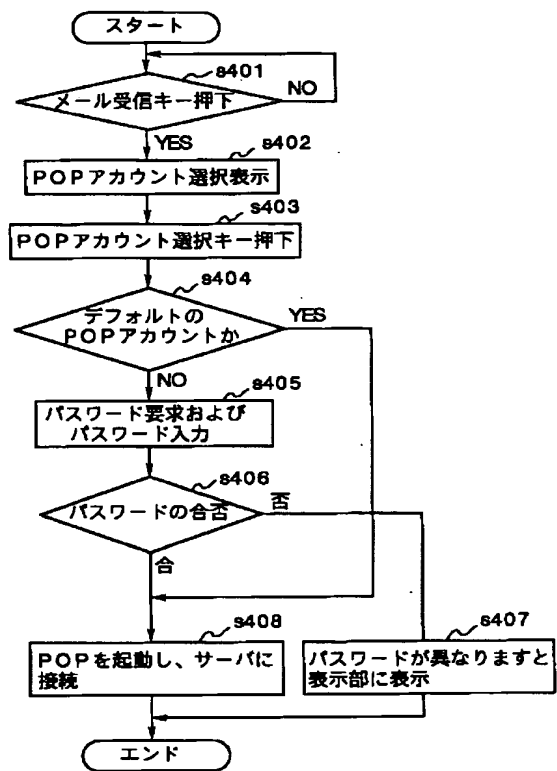 スタート
s401
メール受信キー押下
NO
YES
s402
POPアカウント選択表示
s403
POPアカウント選択キー押下
s404
デフォルトの
POPアカウントか
YES
NO
s405
パスワード要求および
パスワード入力
s406
パスワードの合否
否
合
s408
POPを起動し、サーバに
接続
s407
パスワードが異なりますと
表示部に表示
エンド